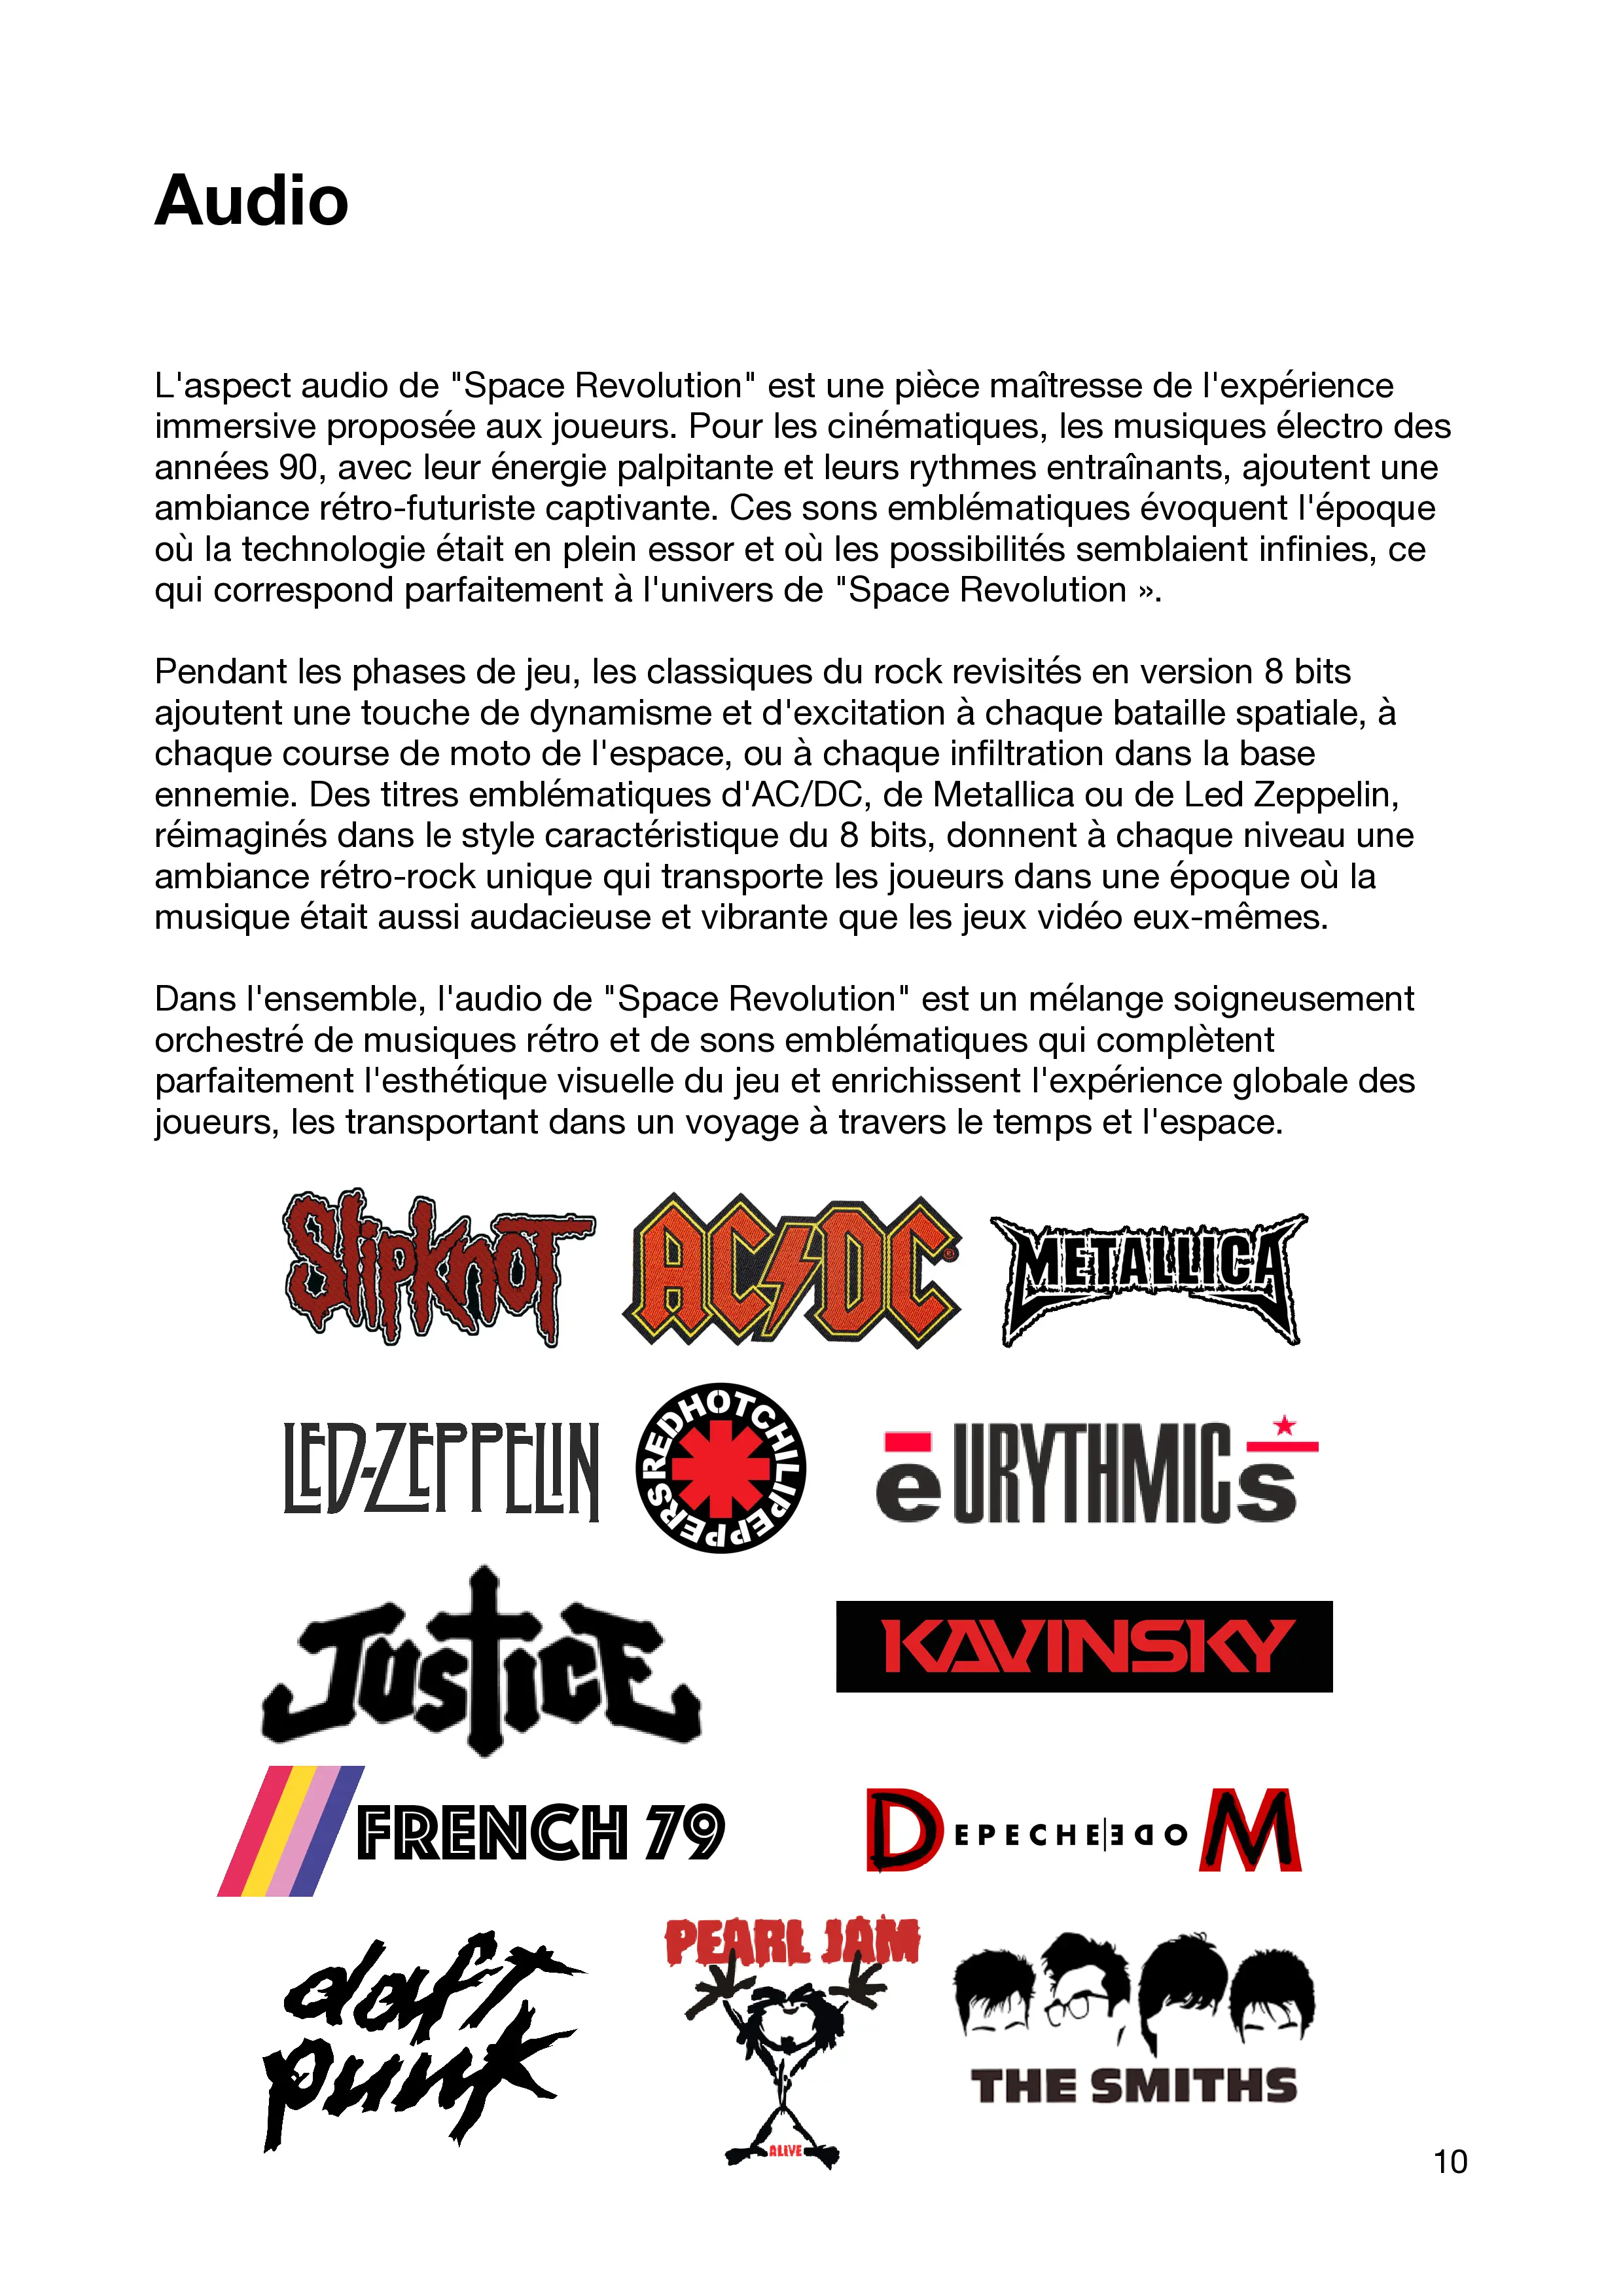 Audio
L'aspect audio de "Space Revolution" est une pièce maîtresse de l'expérience
immersive proposée aux joueurs. Pour les cinématiques, les musiques électro des
années 90, avec leur énergie palpitante et leurs rythmes entraînants, ajoutent une
ambiance rétro-futuriste captivante. Ces sons emblématiques évoquent l'époque
où la technologie était en plein essor et où les possibilités semblaient infinies, ce
qui correspond parfaitement à l'univers de "Space Revolution ».
Pendant les phases de jeu, les classiques du rock revisités en version 8 bits
ajoutent une touche de dynamisme et d'excitation à chaque bataille spatiale, à
chaque course de moto de l'espace, ou à chaque infiltration dans la base
ennemie. Des titres emblématiques d'AC/DC, de Metallica ou de Led Zeppelin,
réimaginés dans le style caractéristique du 8 bits, donnent à chaque niveau une
ambiance rétro-rock unique qui transporte les joueurs dans une époque où la
musique était aussi audacieuse et vibrante que les jeux vidéo eux-mêmes.
Dans l'ensemble, l'audio de "Space Revolution" est un mélange soigneusement
orchestré de musiques rétro et de sons emblématiques qui complètent
parfaitement l'esthétique visuelle du jeu et enrichissent l'expérience globale des
joueurs, les transportant dans un voyage à travers le temps et l'espace.
Slipknot
AC/DC ®
METALLICA
LED-ZEPPELIN
RED HOT CHILI PEPPERS
eURYTHMICs
JusticE
KAVINSKY
FRENCH 79
DEPECHE MODE
daft
punk
PEARL JAM
ALIVE
THE SMITHS
10